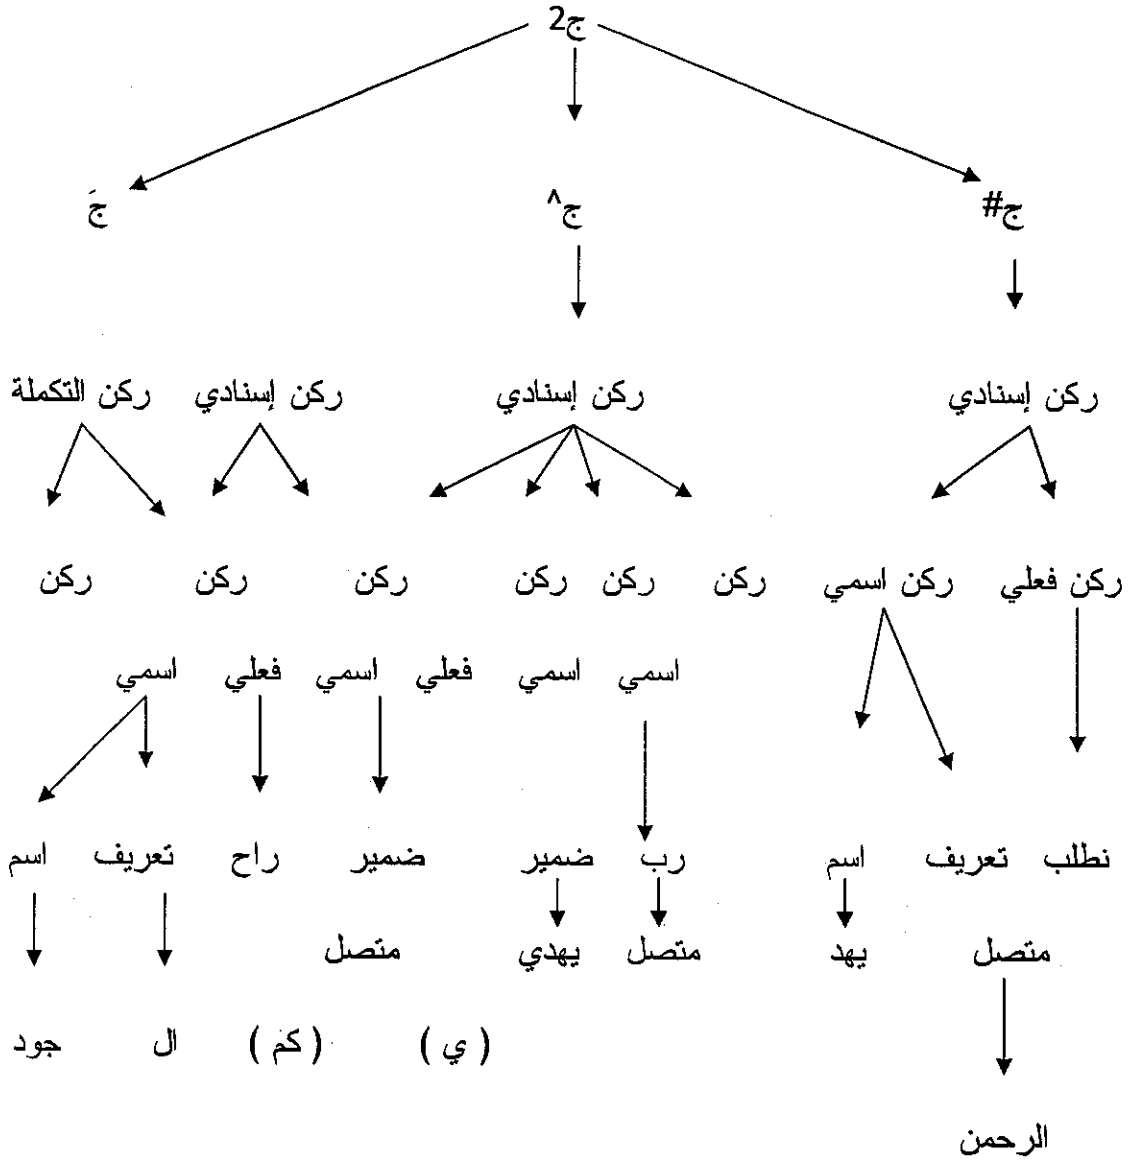 ج2
ج# ج^ جَ
ركن إسنادي ركن إسنادي ركن إسنادي ركن التكملة
ركن فعلي ركن اسمي ركن ركن ركن ركن ركن ركن
اسمي اسمي فعلي اسمي فعلي اسمي
نطلب تعريف اسم رب ضمير ضمير راح تعريف اسم
متصل يهد متصل يهدي متصل
( ي ) ( كم ) ال جود
الرحمن